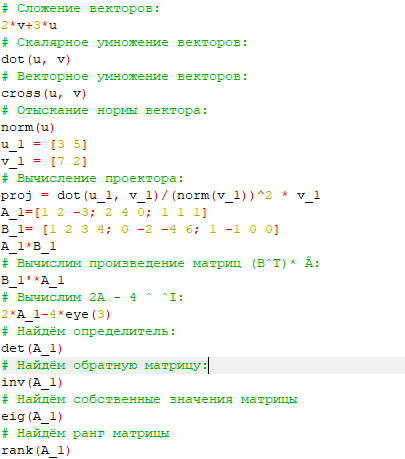 # Сложение векторов:
2*v+3*u
# Скалярное умножение векторов:
dot(u, v)
# Векторное умножение векторов:
cross(u, v)
# Отыскание нормы вектора:
norm(u)
u_1 = [3 5]
v_1 = [7 2]
# Вычисление проектора:
proj = dot(u_1, v_1)/(norm(v_1))^2 * v_1
A_1=[1 2 -3; 2 4 0; 1 1 1]
B_1= [1 2 3 4; 0 -2 -4 6; 1 -1 0 0]
A_1*B_1
# Вычислим произведение матриц (B^T)* Â:
B_1'*A_1
# Вычислим 2A - 4 ^ ^I:
2*A_1-4*eye(3)
# Найдём определитель:
det(A_1)
# Найдём обратную матрицу:
inv(A_1)
# Найдём собственные значения матрицы
eig(A_1)
# Найдём ранг матрицы
rank(A_1)